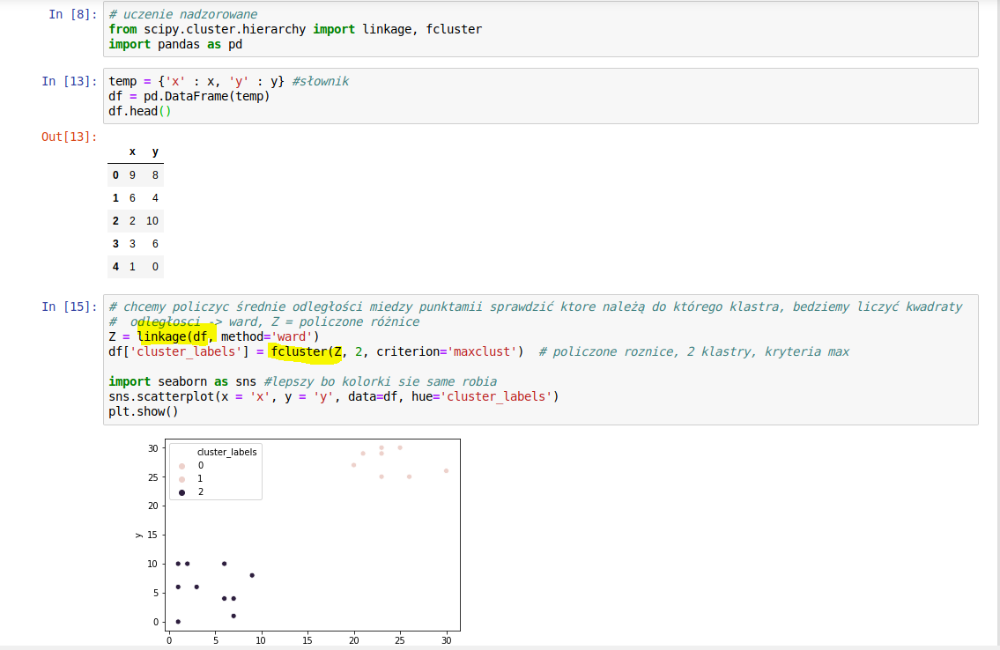 In [8]: # uczenie nadzorowane
from scipy.cluster.hierarchy import linkage, fcluster
import pandas as pd
In [13]: temp = {'x' : x, 'y' : y} #słownik
df = pd.DataFrame(temp)
df.head()
Out[13]:
x y
0 9 8
1 6 4
2 2 10
3 3 6
4 1 0
In [15]: # chcemy policzyc średnie odległości miedzy punktamii sprawdzić ktore należą do którego klastra, bedziemy liczyć kwadraty
# odległosci -> ward, Z = policzone różnice
Z = linkage(df, method='ward')
df['cluster_labels'] = fcluster(Z, 2, criterion='maxclust') # policzone roznice, 2 klastry, kryteria max
import seaborn as sns #lepszy bo kolorki sie same robia
sns.scatterplot(x = 'x', y = 'y', data=df, hue='cluster_labels')
plt.show()
cluster_labels
0
1
2
30
25
20
15
10
5
0
y
0 5 10 15 20 25 30